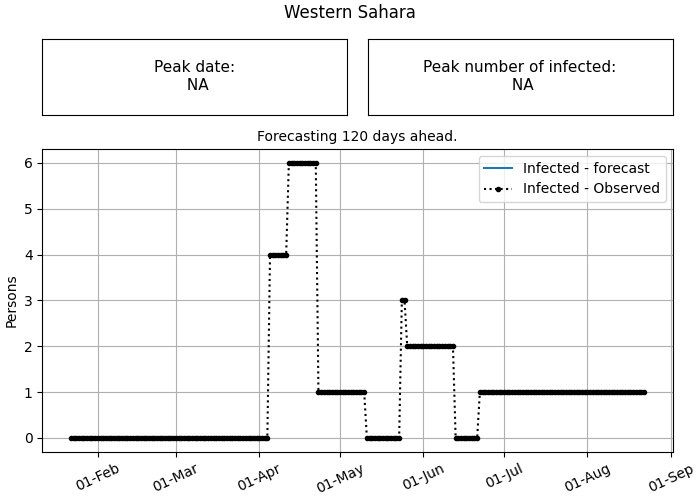 Western Sahara
Peak date:
NA
Peak number of infected:
NA
Forecasting 120 days ahead.
Infected - forecast
Infected - Observed
Persons
6
5
4
3
2
1
0
01-Feb
01-Mar
01-Apr
01-May
01-Jun
01-Jul
01-Aug
01-Sep